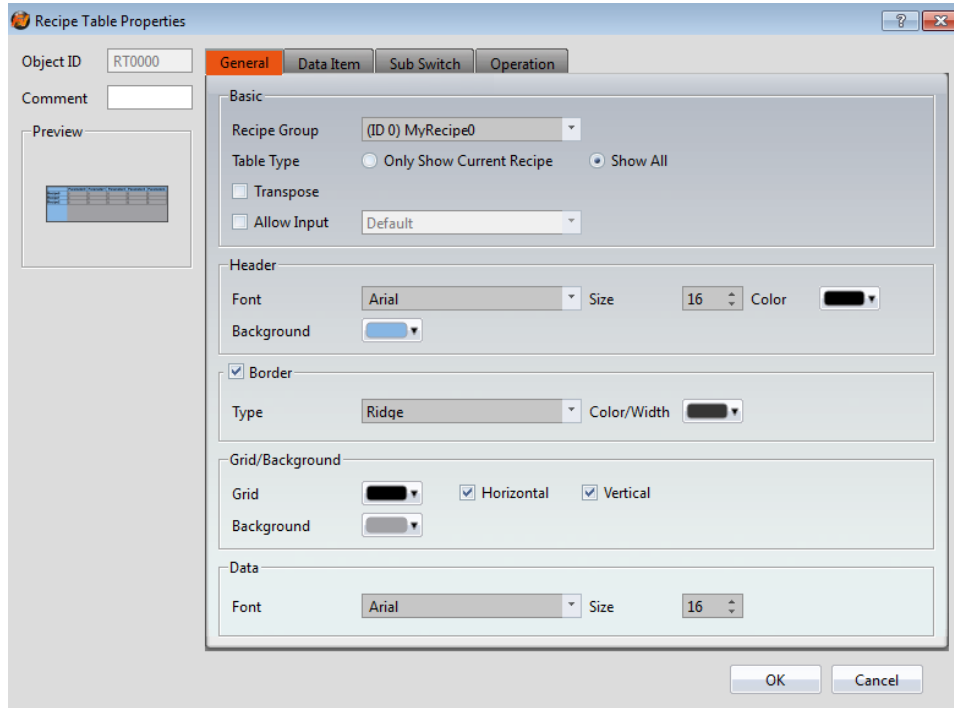 Recipe Table Properties
Object ID RT0000
Comment
Preview
General Data Item Sub Switch Operation
Basic
Recipe Group (ID 0) MyRecipe0
Table Type Only Show Current Recipe Show All
Transpose
Allow Input Default
Header
Font Arial Size 16 Color
Background
Border
Type Ridge Color/Width
Grid/Background
Grid Horizontal Vertical
Background
Data
Font Arial Size 16
OK Cancel